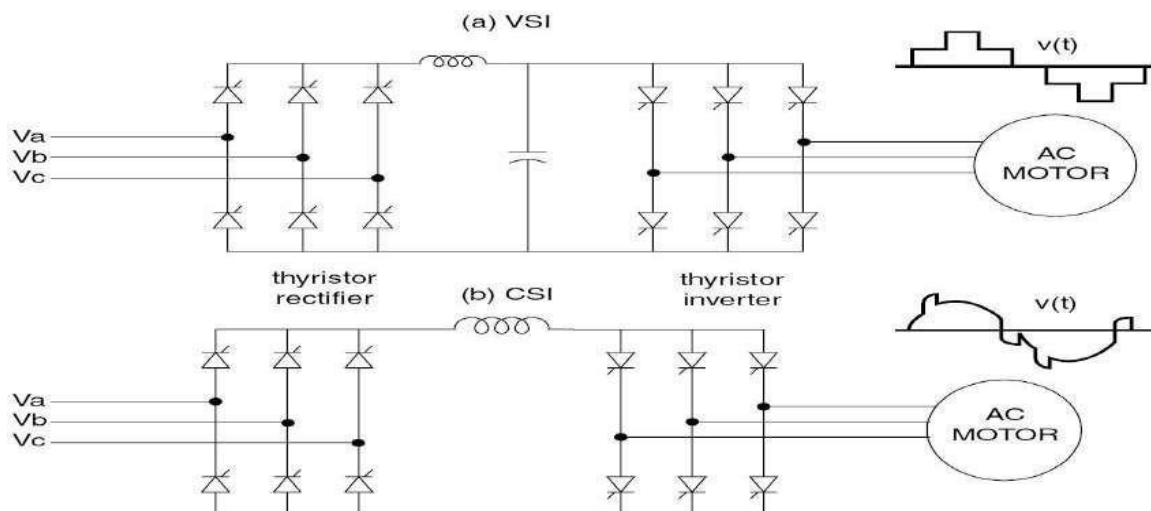 (a) VSI
v(t)
Va
Vb
Vc
AC
MOTOR
thyristor
rectifier
thyristor
inverter
(b) CSI
v(t)
Va
Vb
Vc
AC
MOTOR